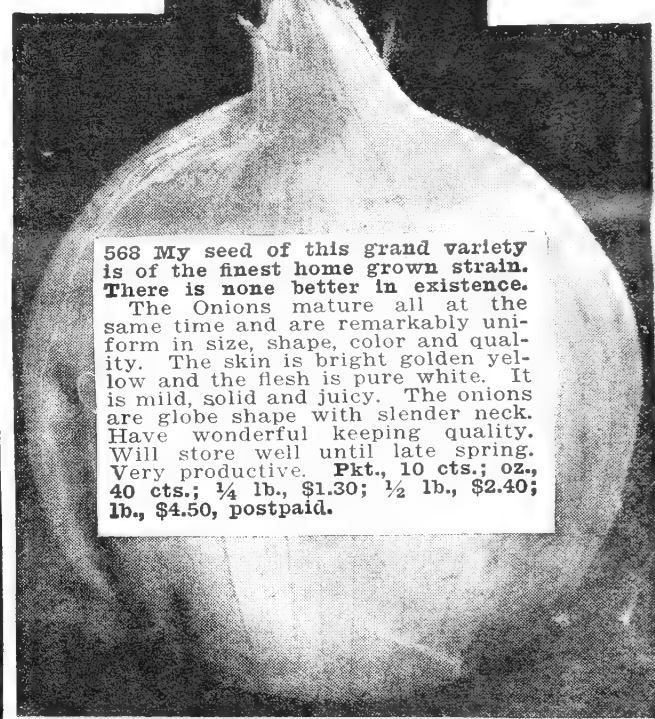 568 My seed of this grand variety
is of the finest home grown strain.
There is none better in existence.
The Onions mature all at the
same time and are remarkably uni-
form in size, shape, color and qual-
ity. The skin is bright golden yel-
low and the flesh is pure white. It
is mild, solid and juicy. The onions
are globe shape with slender neck.
Have wonderful keeping quality.
Will store well until late spring.
Very productive. Pkt., 10 cts.; oz.,
40 cts.; ¼ lb., $1.30; ½ lb., $2.40;
lb., $4.50, postpaid.